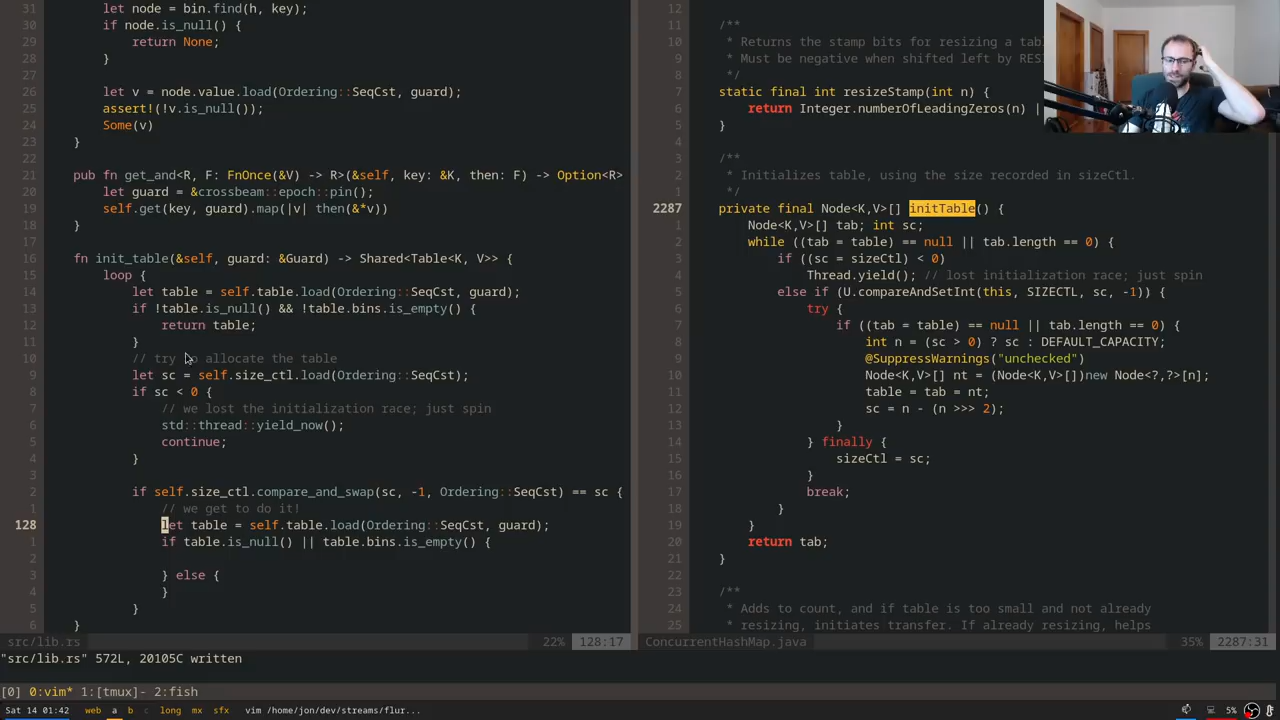 31 let node = bin.find(h, key);
30 if node.is_null() {
29 return None;
28 }
27
26 let v = node.value.load(Ordering::SeqCst, guard);
25 assert!(!v.is_null());
24 Some(v)
23 }
22
21 pub fn get_and<R, F: FnOnce(&V) -> R>(&self, key: &K, then: F) -> Option<R>
20 let guard = &crossbeam::epoch::pin();
19 self.get(key, guard).map(|v| then(&*v))
18 }
17
16 fn init_table(&self, guard: &Guard) -> Shared<Table<K, V>> {
15 loop {
14 let table = self.table.load(Ordering::SeqCst, guard);
13 if !table.is_null() && !table.bins.is_empty() {
12 return table;
11 }
10 // try to allocate the table
9 let sc = self.size_ctl.load(Ordering::SeqCst);
8 if sc < 0 {
7 // we lost the initialization race; just spin
6 std::thread::yield_now();
5 continue;
4 }
3
2 if self.size_ctl.compare_and_swap(sc, -1, Ordering::SeqCst) == sc {
1 // we get to do it!
128 let table = self.table.load(Ordering::SeqCst, guard);
1 if table.is_null() || table.bins.is_empty() {
2
3 } else {
4 }
5 }
6 }
src/lib.rs 22% 128:17
12
11 /**
10 * Returns the stamp bits for resizing a tab
9 * Must be negative when shifted left by RES
8 */
7 static final int resizeStamp(int n) {
6 return Integer.numberOfLeadingZeros(n) |
5 }
4
3 /**
2 * Initializes table, using the size recorded in sizeCtl.
1 */
2287 private final Node<K,V>[] initTable() {
1 Node<K,V>[] tab; int sc;
2 while ((tab = table) == null || tab.length == 0) {
3 if ((sc = sizeCtl) < 0)
4 Thread.yield(); // lost initialization race; just spin
5 else if (U.compareAndSetInt(this, SIZECTL, sc, -1)) {
6 try {
7 if ((tab = table) == null || tab.length == 0) {
8 int n = (sc > 0) ? sc : DEFAULT_CAPACITY;
9 @SuppressWarnings("unchecked")
10 Node<K,V>[] nt = (Node<K,V>[])new Node<?,?>[n];
11 table = tab = nt;
12 sc = n - (n >>> 2);
13 }
14 } finally {
15 sizeCtl = sc;
16 }
17 break;
18 }
19 }
20 return tab;
21 }
22
23 /**
24 * Adds to count, and if table is too small and not already
25 * resizing, initiates transfer. If already resizing, helps
ConcurrentHashMap.java 35% 2287:31
"src/lib.rs" 572L, 20105C written
[0] 0:vim* 1:[tmux]- 2:fish
Sat 14 01:42 web a b c long mx sfx vim /home/jon/dev/streams/flur... 5%